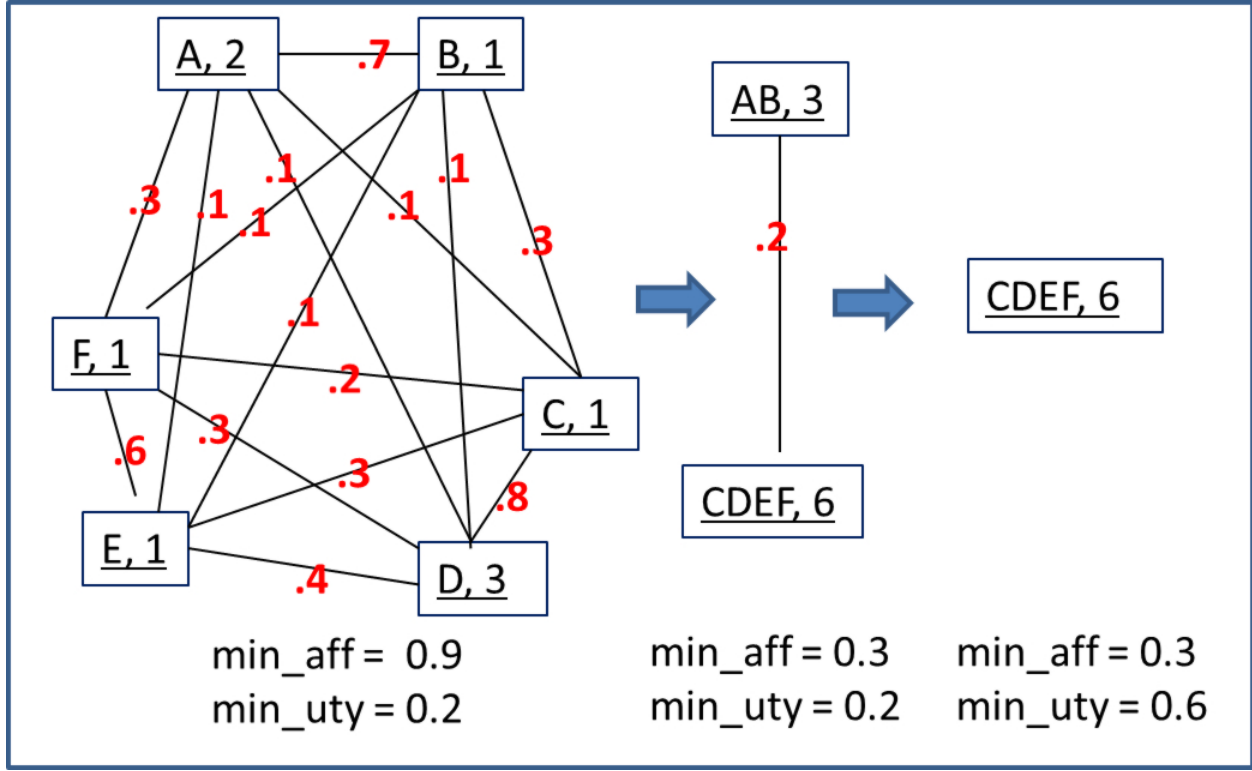 A, 2
.7
B, 1
AB, 3
.1
.1
.3
.1
.1
.1
.3
.2
.1
CDEF, 6
F, 1
.2
C, 1
.3
.6
.3
.8
CDEF, 6
E, 1
.4
D, 3
min_aff = 0.9
min_uty = 0.2
min_aff = 0.3
min_uty = 0.2
min_aff = 0.3
min_uty = 0.6